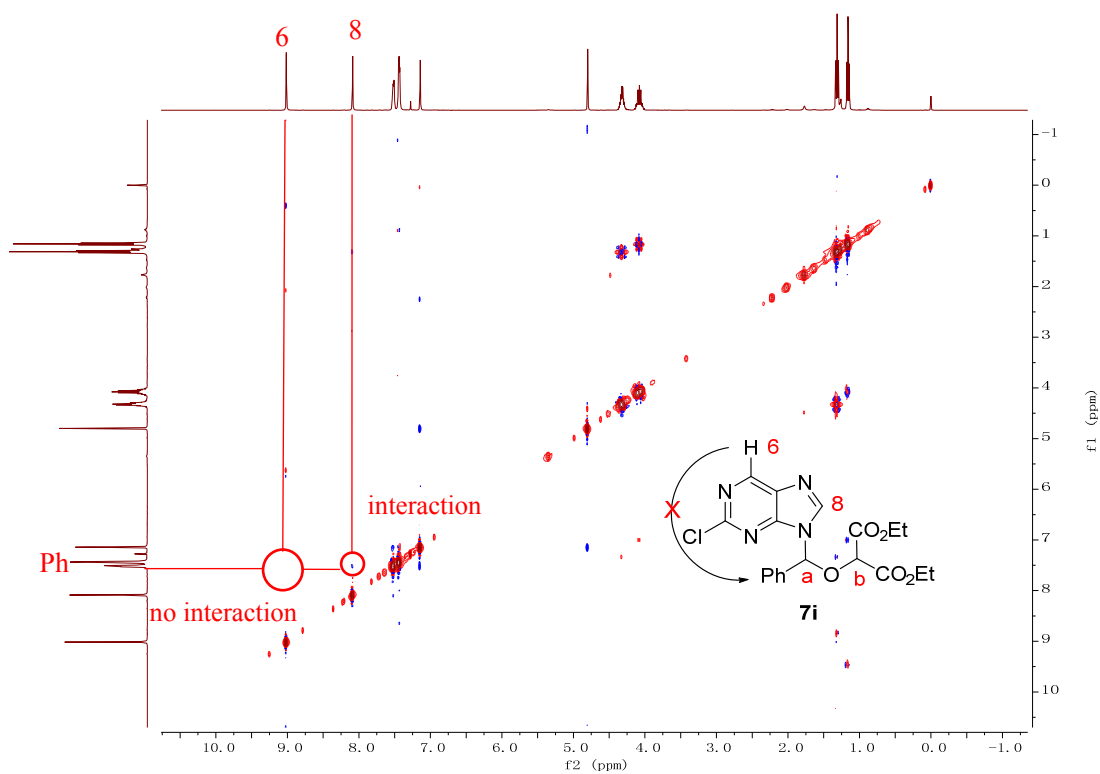 6
8
-1
0
1
2
3
4
5
6
7
8
9
10
f1 (ppm)
interaction
Ph
no interaction
H 6
N
N
8
Cl
N
N
X
CO₂Et
Ph
a
O
b
CO₂Et
7i
10.0 9.0 8.0 7.0 6.0 5.0 4.0 3.0 2.0 1.0 0.0 -1.0
f2 (ppm)